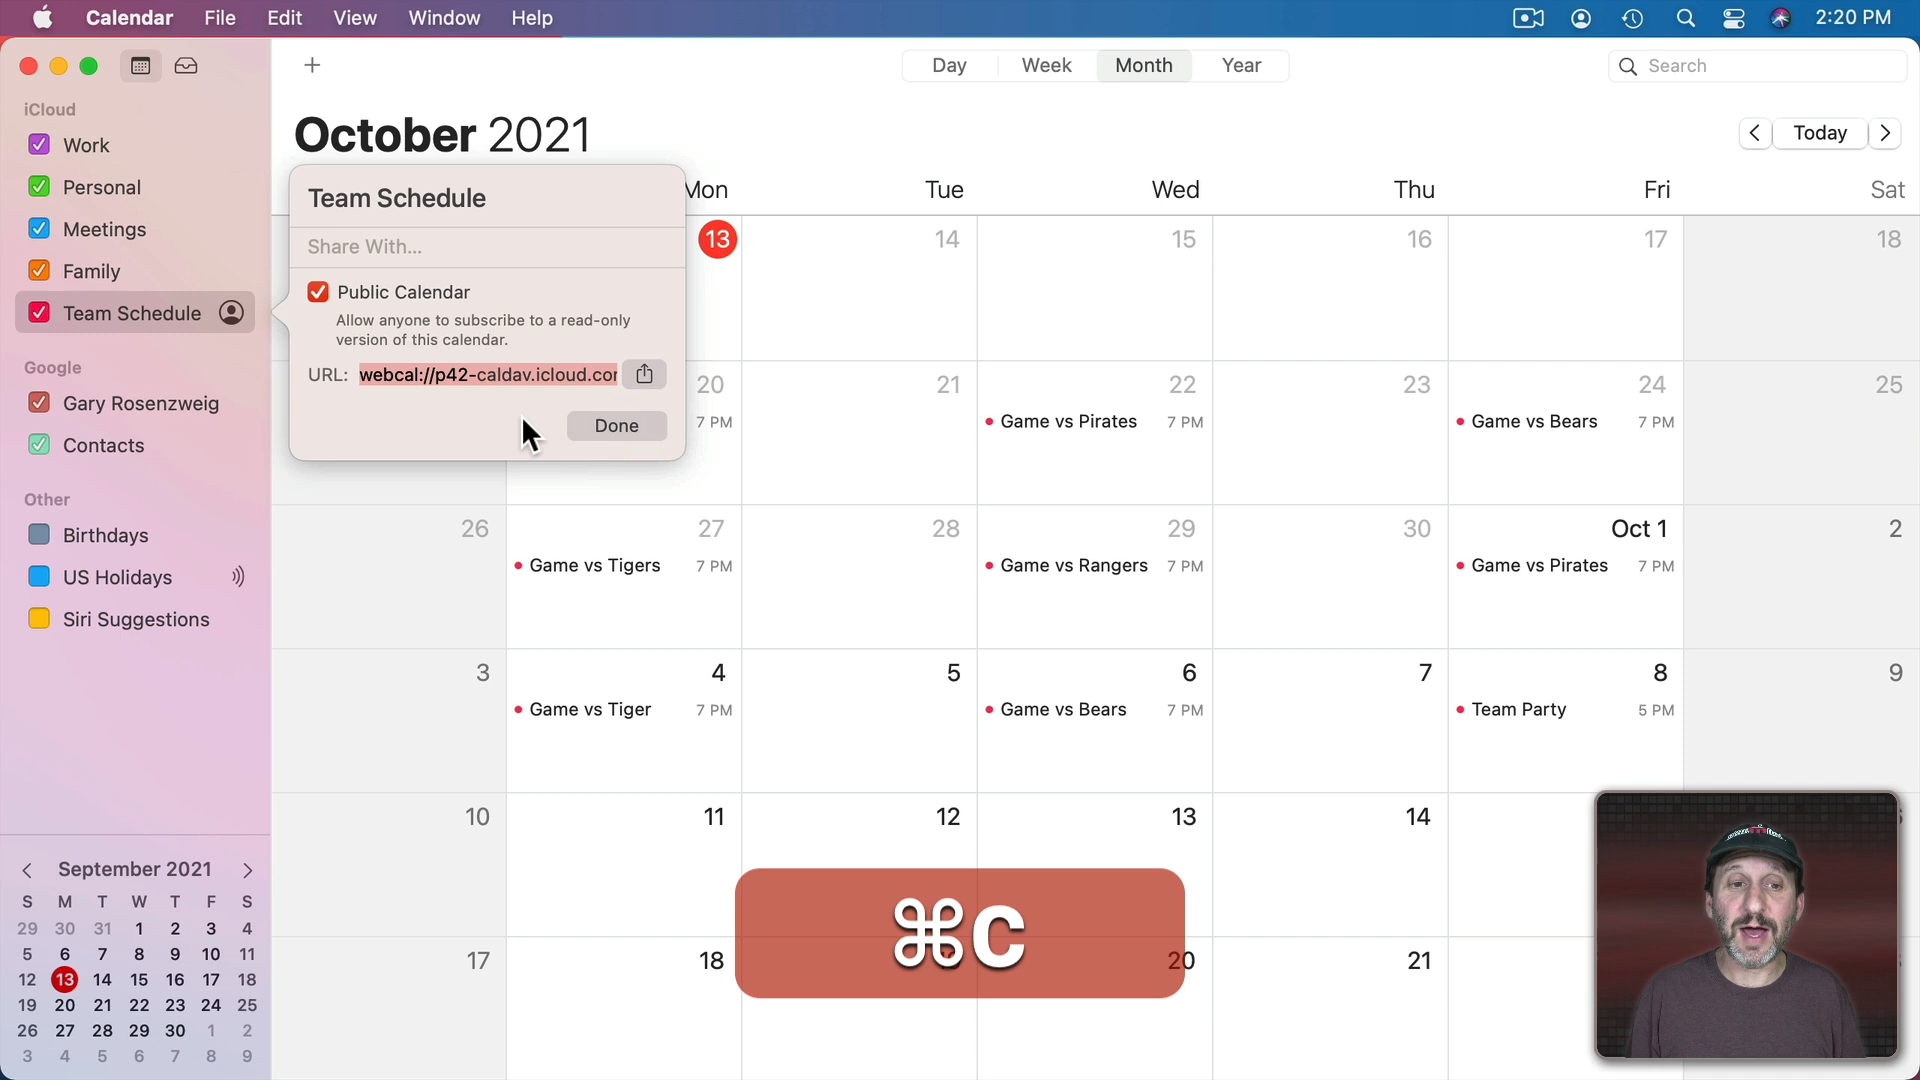 Calendar File Edit View Window Help 2:20 PM
Day Week Month Year Search
iCloud
Work
Personal
Meetings
Family
Team Schedule
Google
Gary Rosenzweig
Contacts
Other
Birthdays
US Holidays
Siri Suggestions
September 2021
S M T W T F S
29 30 31 1 2 3 4
5 6 7 8 9 10 11
12 13 14 15 16 17 18
19 20 21 22 23 24 25
26 27 28 29 30 1 2
3 4 5 6 7 8 9
October 2021
Today
Team Schedule
Share With...
Public Calendar
Allow anyone to subscribe to a read-only
version of this calendar.
URL: webcal://p42-caldav.icloud.cor
Done
Mon Tue Wed Thu Fri Sat
13 14 15 16 17 18
20 21 22 23 24 25
7 PM Game vs Pirates 7 PM Game vs Bears 7 PM
26 27 28 29 30 Oct 1 2
Game vs Tigers 7 PM Game vs Rangers 7 PM Game vs Pirates 7 PM
3 4 5 6 7 8 9
Game vs Tiger 7 PM Game vs Bears 7 PM Team Party 5 PM
10 11 12 13 14
⌘C
17 18 20 21